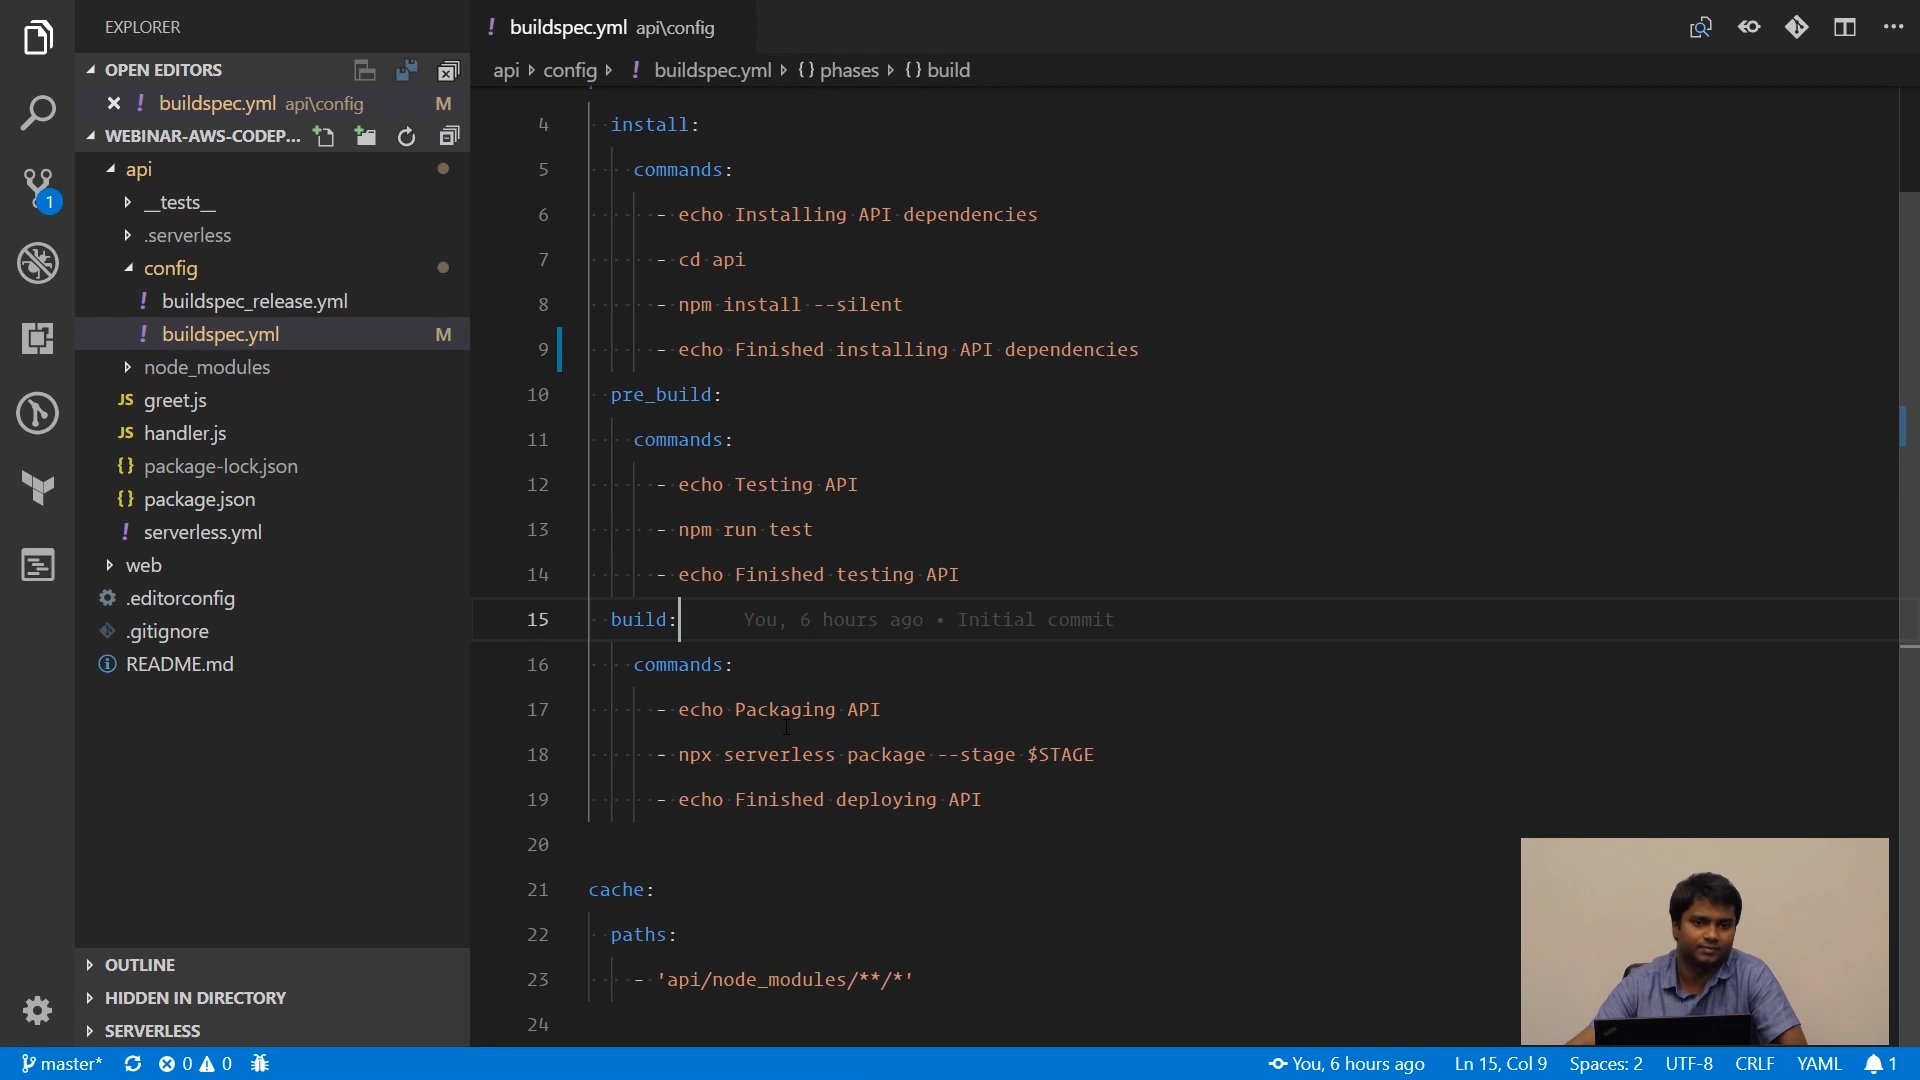 EXPLORER
OPEN EDITORS
buildspec.yml api\config M
WEBINAR-AWS-CODEP...
api
__tests__
.serverless
config
buildspec_release.yml
buildspec.yml M
node_modules
JS greet.js
JS handler.js
{} package-lock.json
{} package.json
serverless.yml
web
.editorconfig
.gitignore
README.md
OUTLINE
HIDDEN IN DIRECTORY
SERVERLESS
1
buildspec.yml api\config
api config buildspec.yml {} phases {} build
4 install:
5 commands:
6 - echo Installing API dependencies
7 - cd api
8 - npm install --silent
9 - echo Finished installing API dependencies
10 pre_build:
11 commands:
12 - echo Testing API
13 - npm run test
14 - echo Finished testing API
15 build: You, 6 hours ago • Initial commit
16 commands:
17 - echo Packaging API
18 - npx serverless package --stage $STAGE
19 - echo Finished deploying API
20
21 cache:
22 paths:
23 - 'api/node_modules/**/*'
24
master* 0 0 You, 6 hours ago Ln 15, Col 9 Spaces: 2 UTF-8 CRLF YAML 1